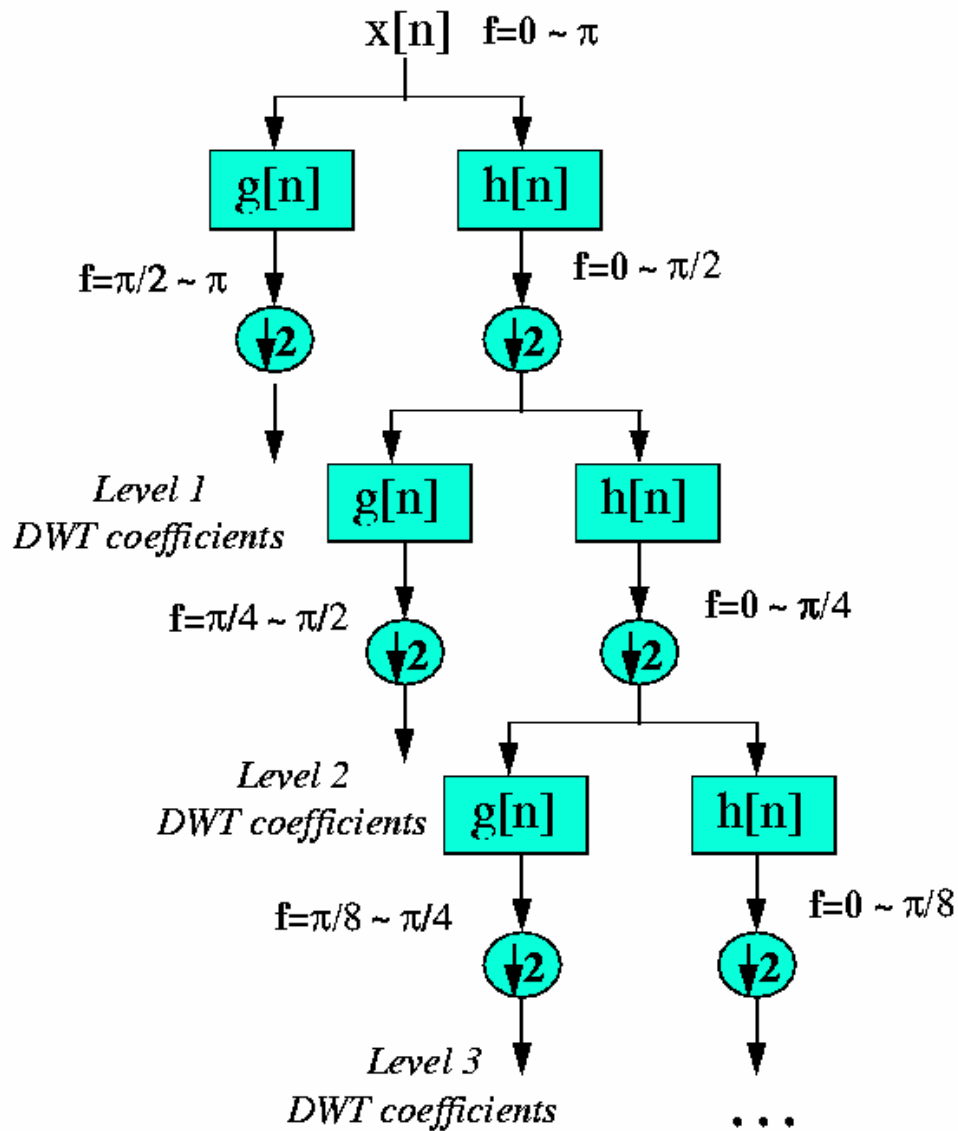 x[n] f=0 ~ π
g[n] h[n]
f=π/2 ~ π f=0 ~ π/2
↓2 ↓2
Level 1
DWT coefficients
g[n] h[n]
f=π/4 ~ π/2 f=0 ~ π/4
↓2 ↓2
Level 2
DWT coefficients
g[n] h[n]
f=π/8 ~ π/4 f=0 ~ π/8
↓2 ↓2
Level 3
DWT coefficients
...